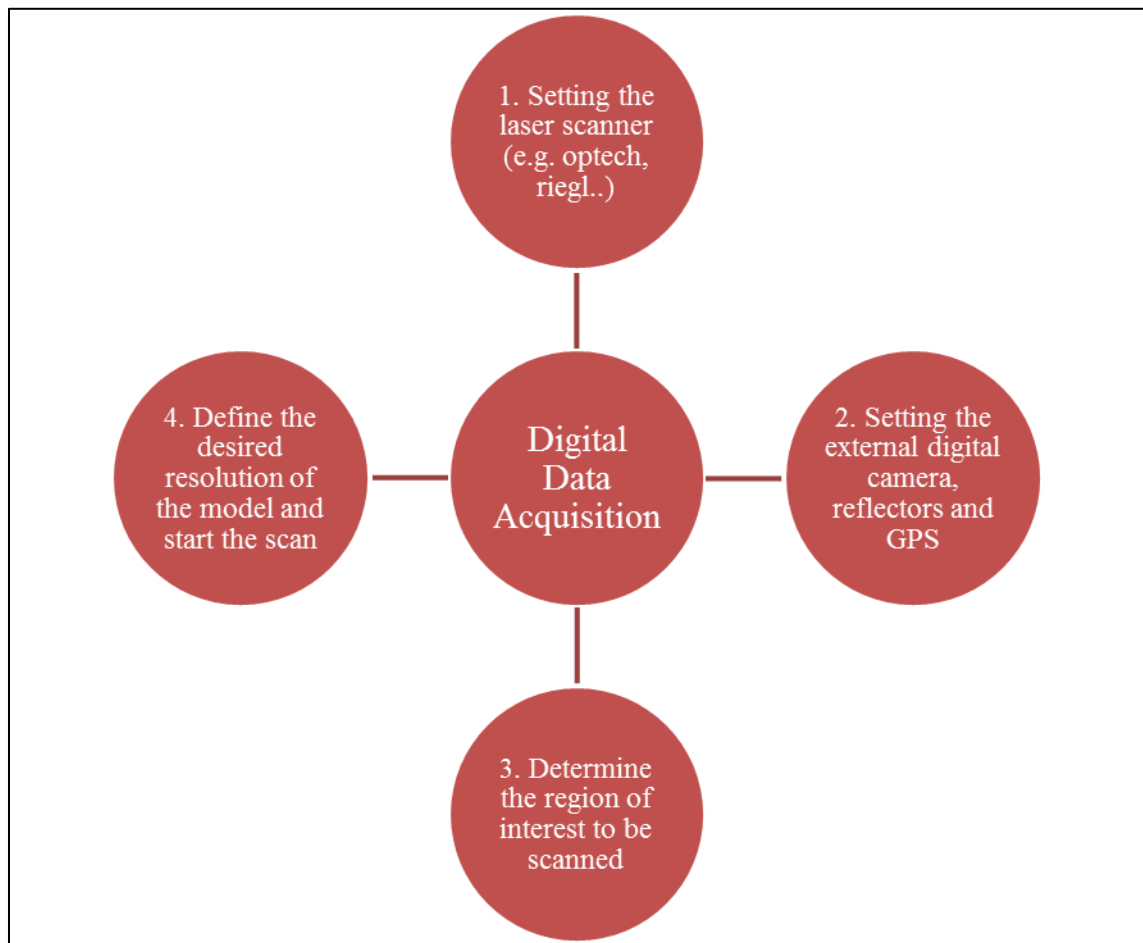 1. Setting the
laser scanner
(e.g. optech,
riegl..)
2. Setting the
external digital
camera,
reflectors and
GPS
3. Determine
the region of
interest to be
scanned
4. Define the
desired
resolution of
the model and
start the scan
Digital
Data
Acquisition